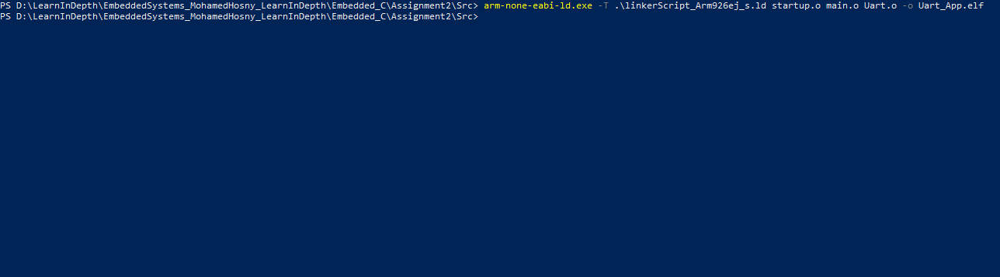 PS D:\LearnInDepth\EmbeddedSystems_MohamedHosny_LearnInDepth\Embedded_C\Assignment2\Src> arm-none-eabi-ld.exe -T .\linkerScript_Arm926ej_s.ld startup.o main.o Uart.o -o Uart_App.elf
PS D:\LearnInDepth\EmbeddedSystems_MohamedHosny_LearnInDepth\Embedded_C\Assignment2\Src>